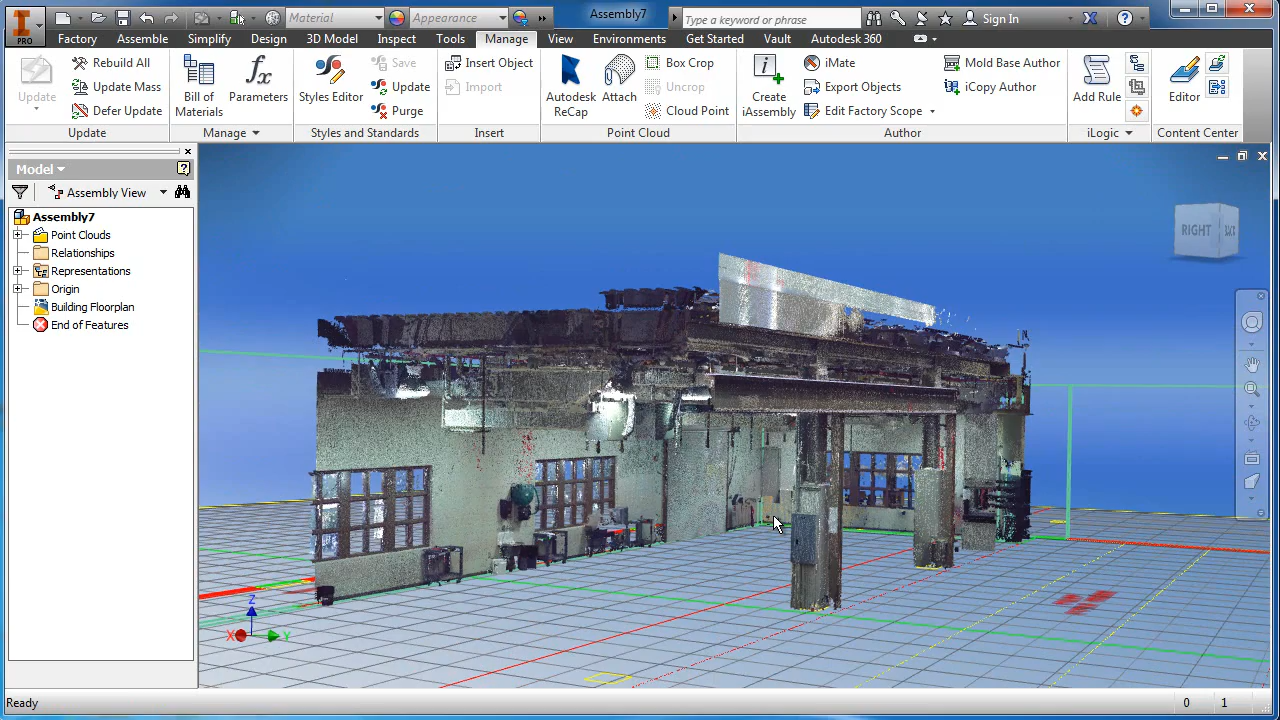 PRO
Material
Appearance
Assembly7
Type a keyword or phrase
Sign In
Factory Assemble Simplify Design 3D Model Inspect Tools Manage View Environments Get Started Vault Autodesk 360
Update
Rebuild All
Update Mass
Defer Update
Update
Bill of Materials
fx
Parameters
Manage
Styles Editor
Save
Update
Purge
Styles and Standards
Insert Object
Import
Insert
Autodesk ReCap
Attach
Box Crop
Uncrop
Cloud Point
Point Cloud
Create iAssembly
iMate
Export Objects
Edit Factory Scope
Mold Base Author
iCopy Author
Author
Add Rule
iLogic
Editor
Content Center
Model
Assembly View
Assembly7
Point Clouds
Relationships
Representations
Origin
Building Floorplan
End of Features
RIGHT
Z
X
Y
Ready
0 1